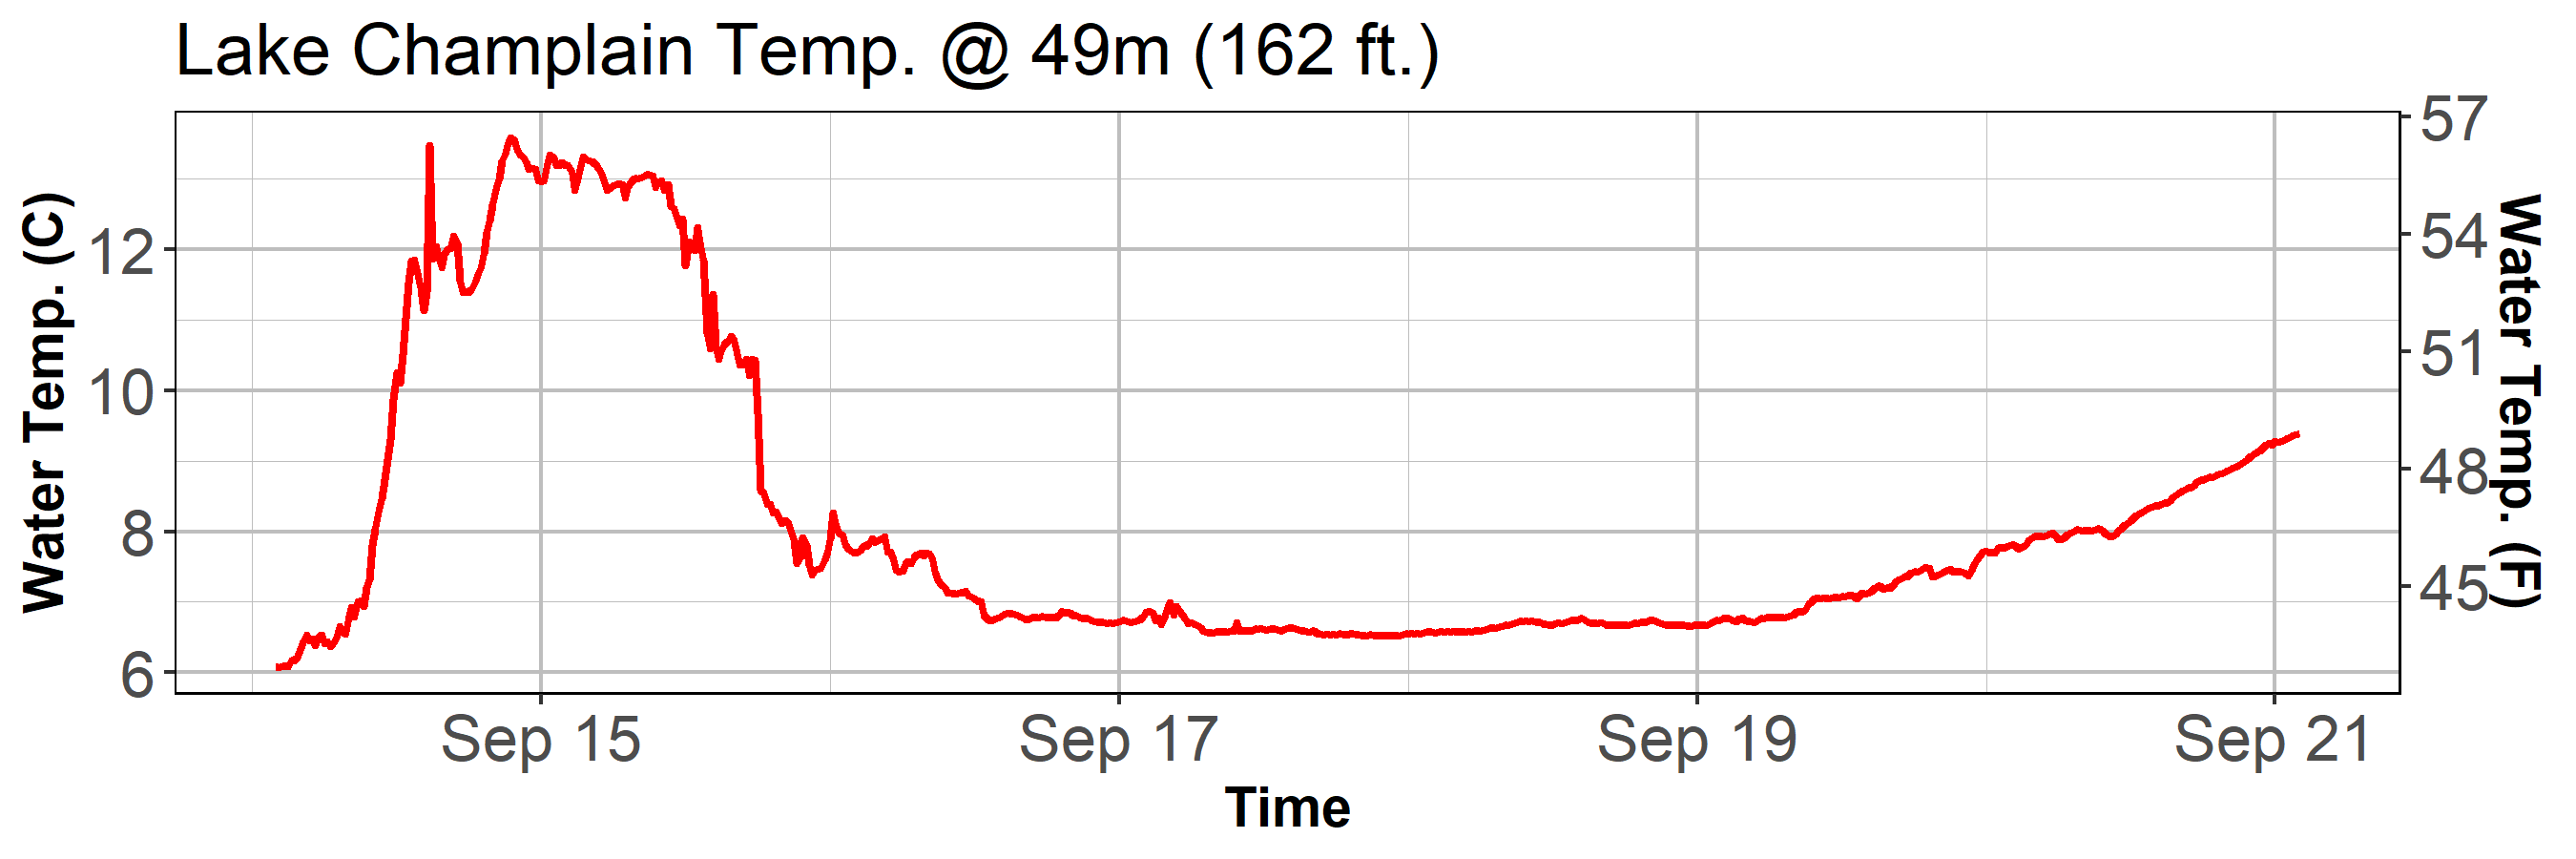 Lake Champlain Temp. @ 49m (162 ft.)
Water Temp. (C)
12
10
8
6
57
54
51
48
45
Water Temp. (F)
Sep 15 Sep 17 Sep 19 Sep 21
Time